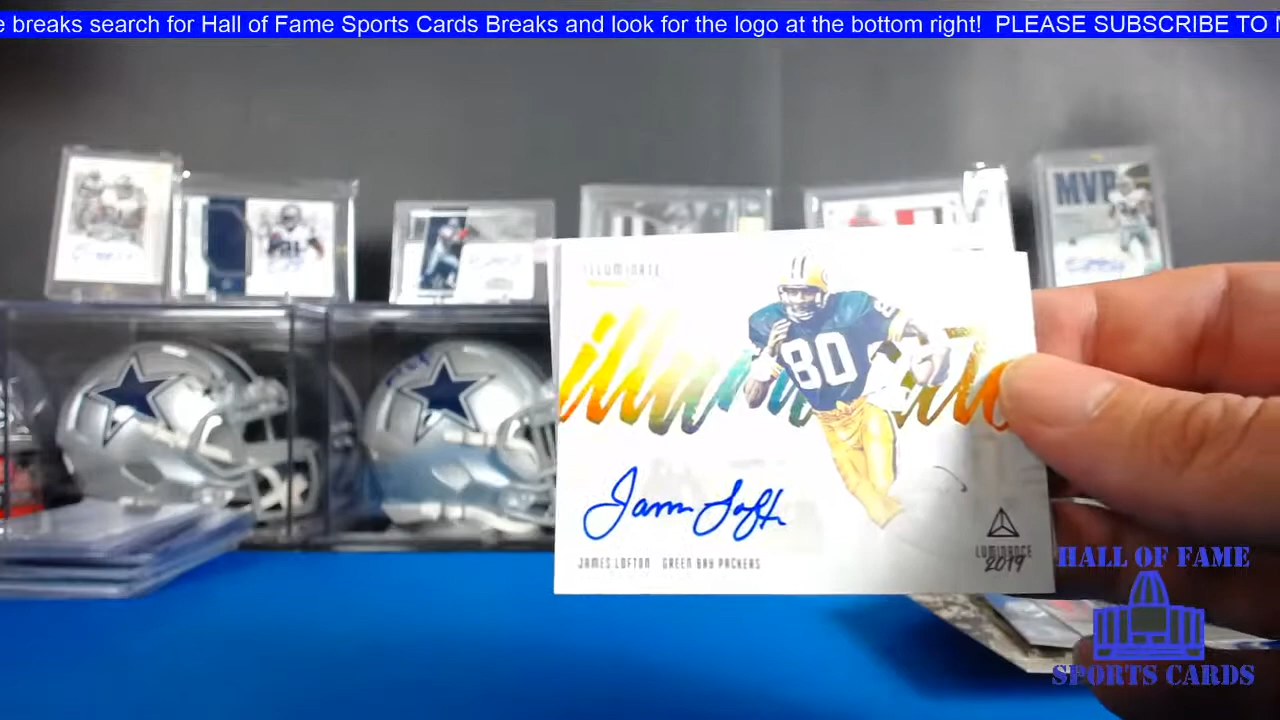 e breaks search for Hall of Fame Sports Cards Breaks and look for the logo at the bottom right!  PLEASE SUBSCRIBE TO
MVP
ILLUMINATE
80
James Lofton
JAMES LOFTON GREEN BAY PACKERS
LUMINANCE
2019
HALL OF FAME
SPORTS CARDS